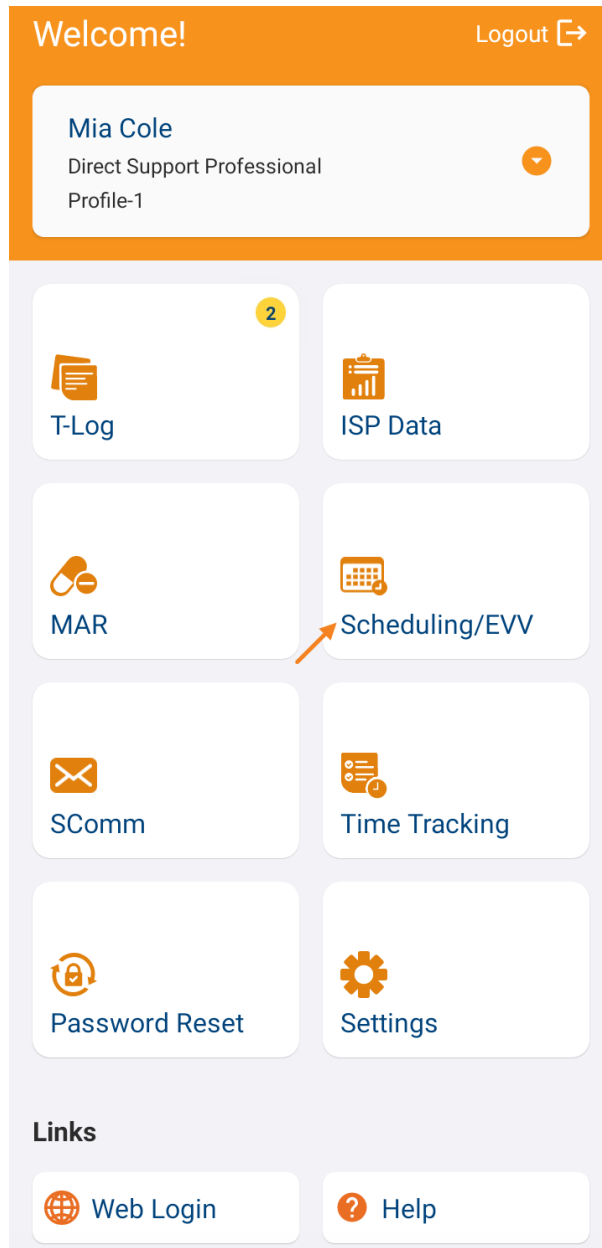 Welcome!
Logout
Mia Cole
Direct Support Professional
Profile-1
2
T-Log
ISP Data
MAR
Scheduling/EVV
SComm
Time Tracking
Password Reset
Settings
Links
Web Login
? Help